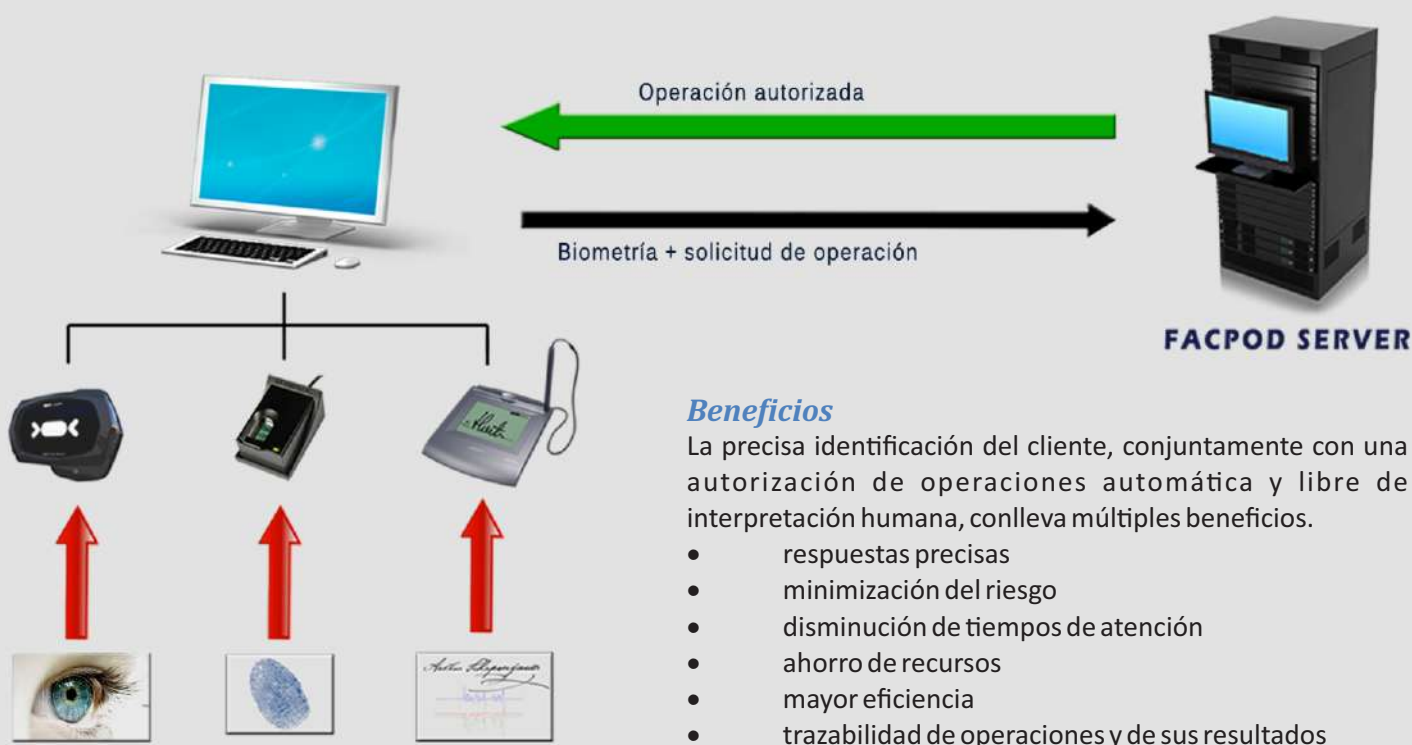 Operación autorizada
Biometría + solicitud de operación
FACPOD SERVER
Beneficios
La precisa identificación del cliente, conjuntamente con una
autorización de operaciones automática y libre de
interpretación humana, conlleva múltiples beneficios.
• respuestas precisas
• minimización del riesgo
• disminución de tiempos de atención
• ahorro de recursos
• mayor eficiencia
• trazabilidad de operaciones y de sus resultados